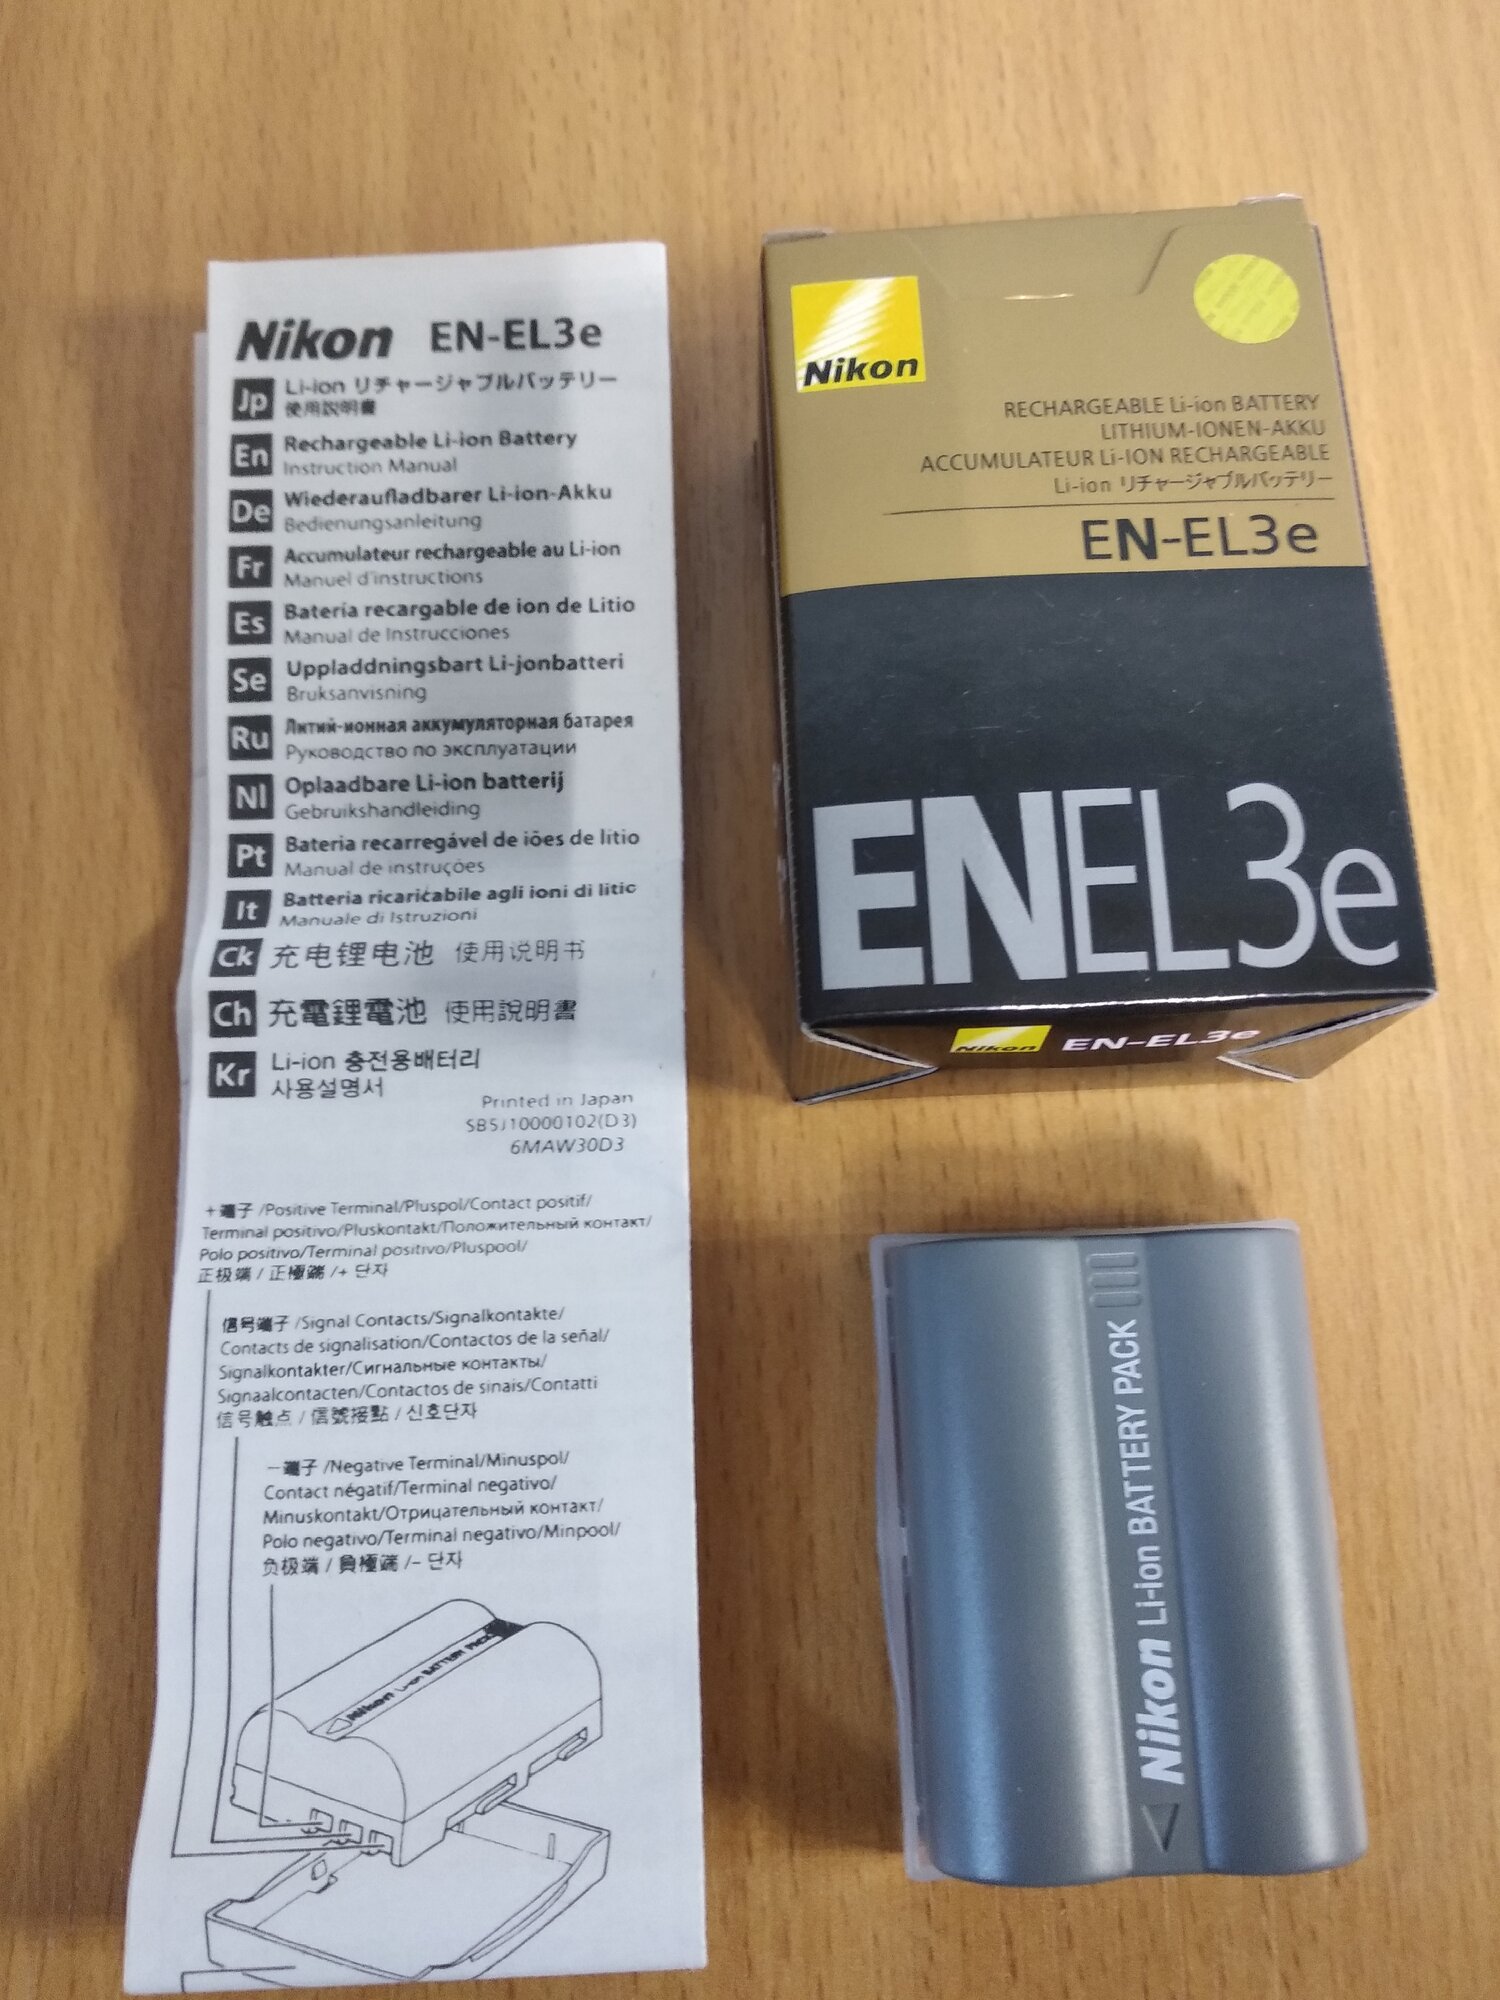 Nikon EN-EL3e
Jp Li-ion リチャージャブルバッテリー
使用説明書
En Rechargeable Li-ion Battery
Instruction Manual
De Wiederaufladbarer Li-ion-Akku
Bedienungsanleitung
Fr Accumulateur rechargeable au Li-ion
Manuel d'instructions
Es Batería recargable de ion de Litio
Manual de Instrucciones
Se Uppladdningsbart Li-jonbatteri
Bruksanvisning
Ru Литий-ионная аккумуляторная батарея
Руководство по эксплуатации
Nl Oplaadbare Li-ion batterij
Gebruikshandleiding
Pt Bateria recarregável de iões de lítio
Manual de instruções
It Batteria ricaricabile agli ioni di litio
Manuale di Istruzioni
Ck 充电锂电池 使用说明书
Ch 充電鋰電池 使用說明書
Kr Li-ion 충전용배터리
사용설명서
Printed in Japan
SB5J10000102(D3)
6MAW30D3
+端子 /Positive Terminal/Pluspol/Contact positif/
Terminal positivo/Pluskontakt/Положительный контакт/
Polo positivo/Terminal positivo/Pluspool/
正极端 / 正極端 /+ 단자
信号端子 /Signal Contacts/Signalkontakte/
Contacts de signalisation/Contactos de la señal/
Signalkontakter/Сигнальные контакты/
Signaalcontacten/Contactos de sinais/Contatti
信号触点 / 信號接點 / 신호단자
−端子 /Negative Terminal/Minuspol/
Contact négatif/Terminal negativo/
Minuskontakt/Отрицательный контакт/
Polo negativo/Terminal negativo/Minpool/
负极端 / 負極端 /− 단자
Nikon Li-ion BATTERY PACK
Nikon
RECHARGEABLE Li-ion BATTERY
LITHIUM-IONEN-AKKU
ACCUMULATEUR Li-ION RECHARGEABLE
Li-ion リチャージャブルバッテリー
EN-EL3e
ENEL3e
Nikon EN-EL3e
Nikon Li-ion BATTERY PACK